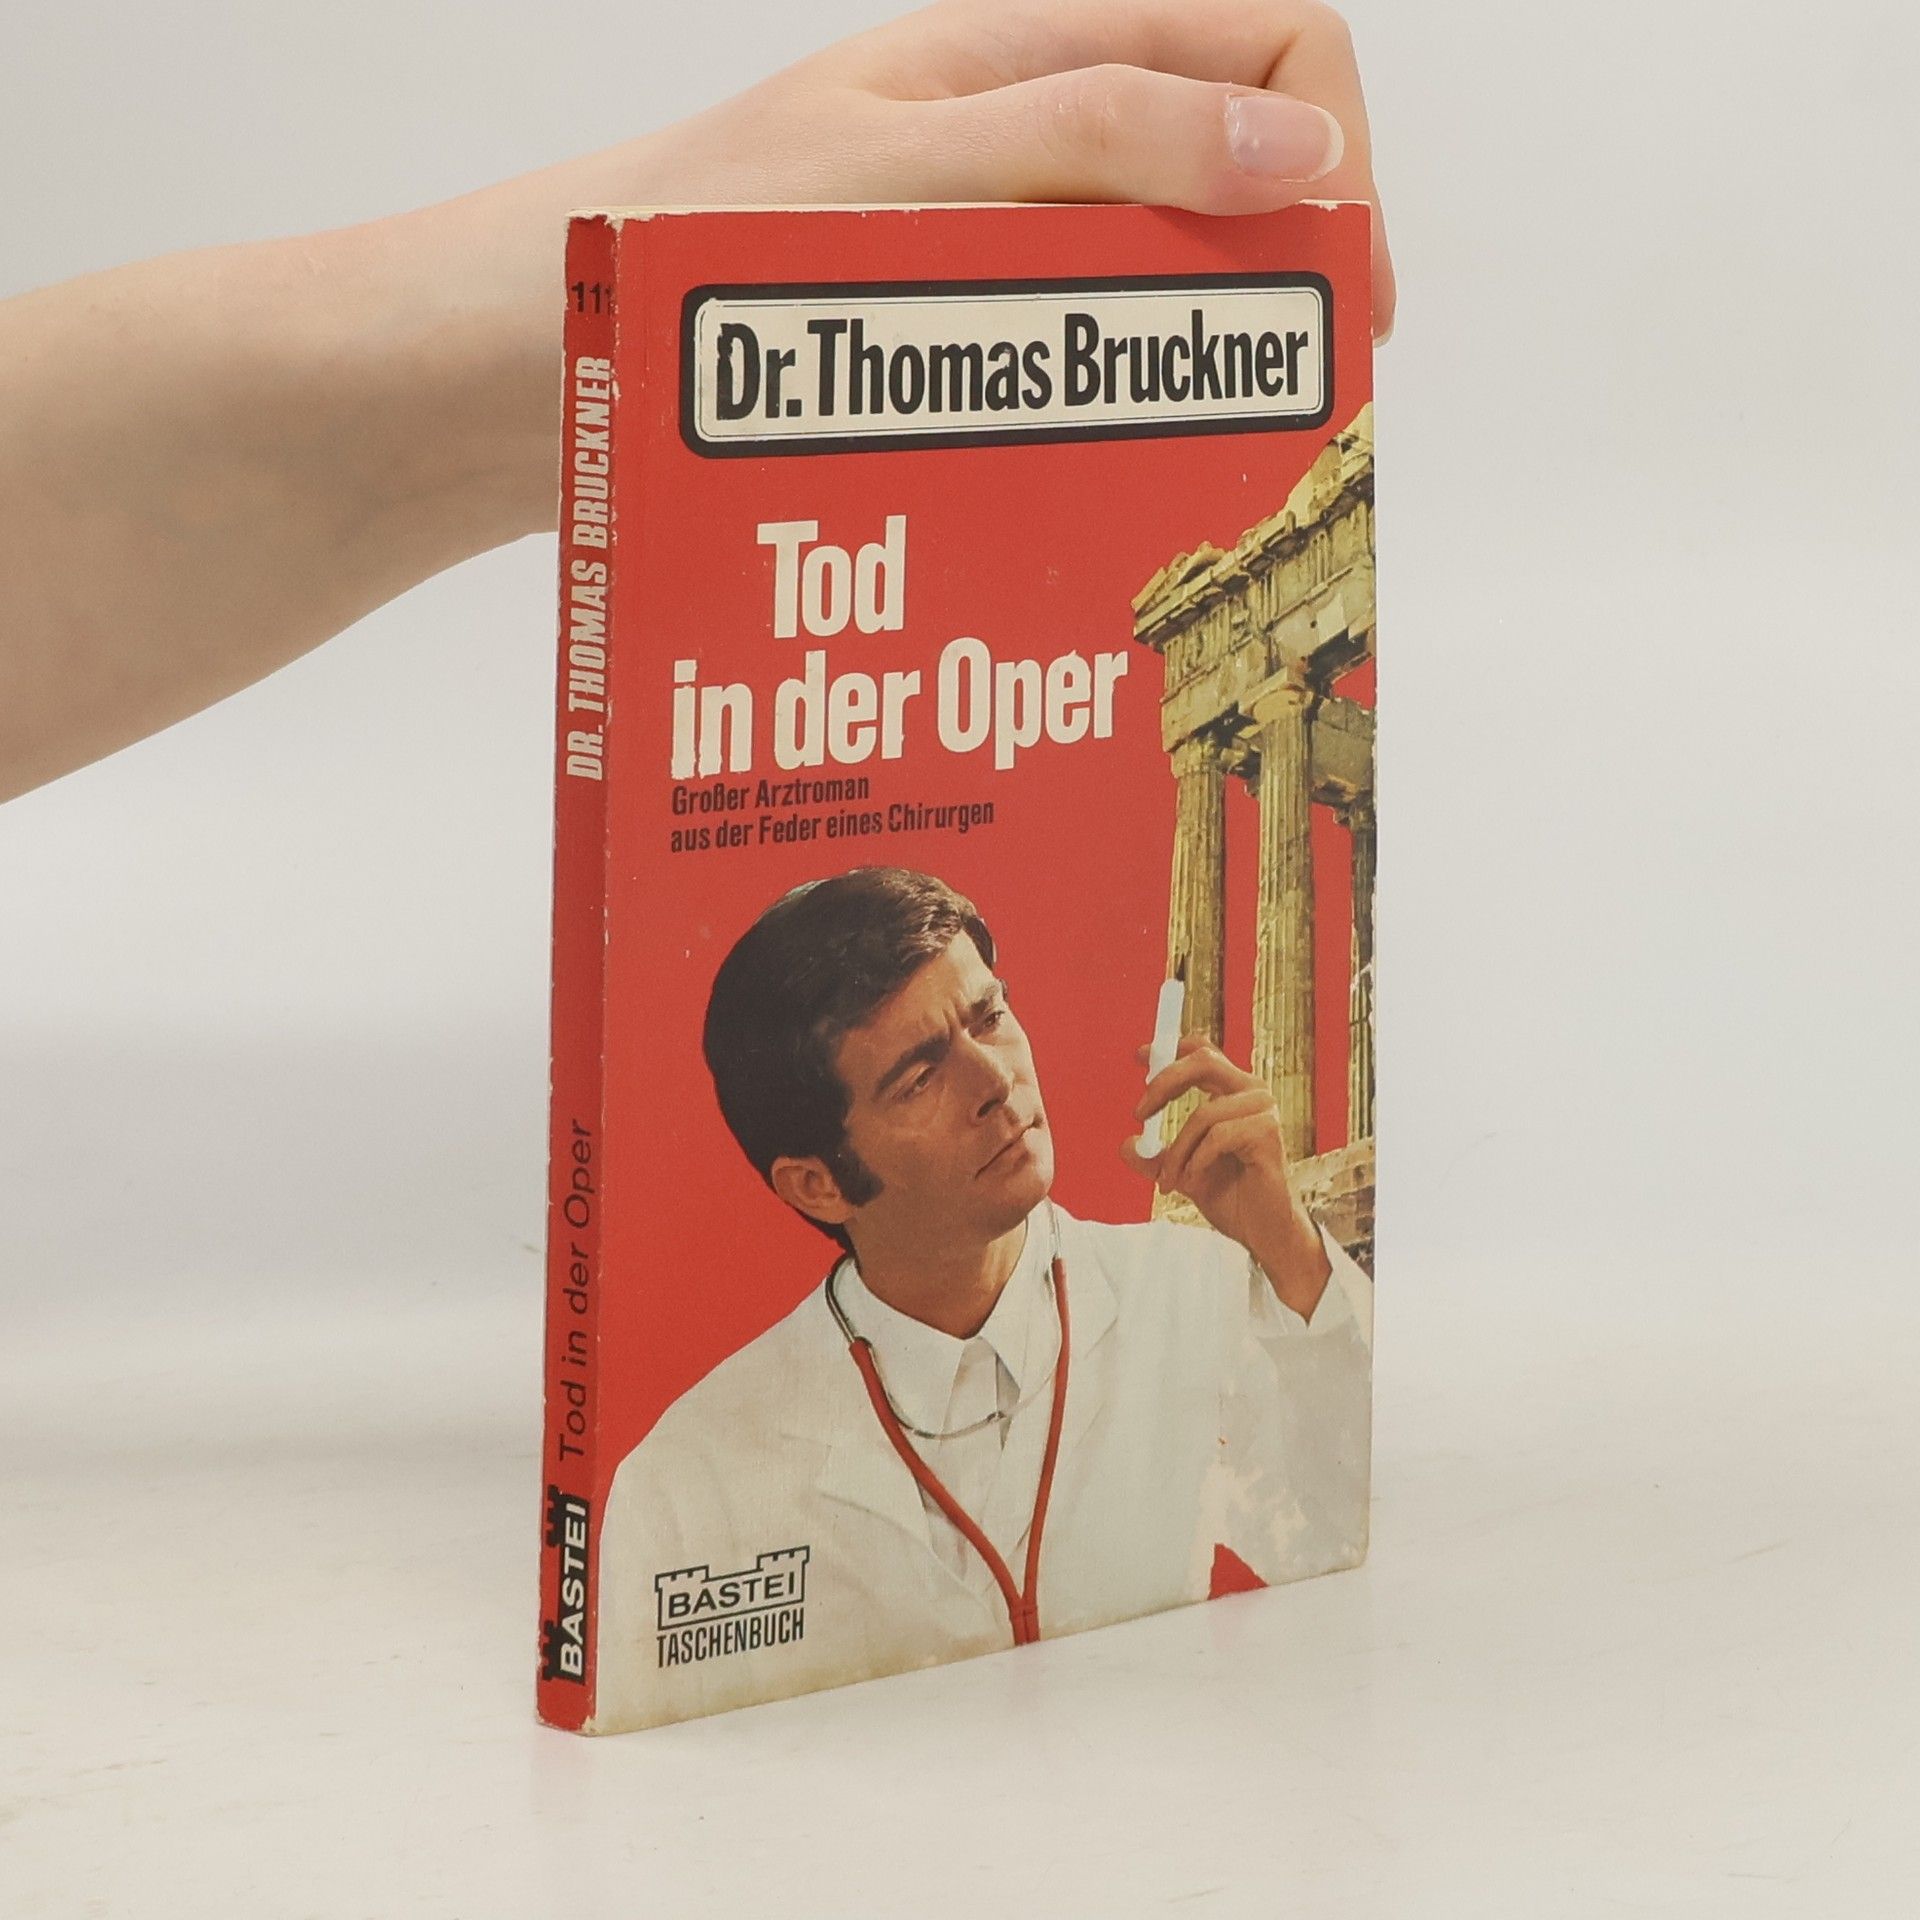 Dr. Thomas Bruckner
Tod
in der Oper
Großer Arztroman
aus der Feder eines Chirurgen
BASTEI
TASCHENBUCH
DR. THOMAS BRUCKNER
Tod in der Oper
BASTEI